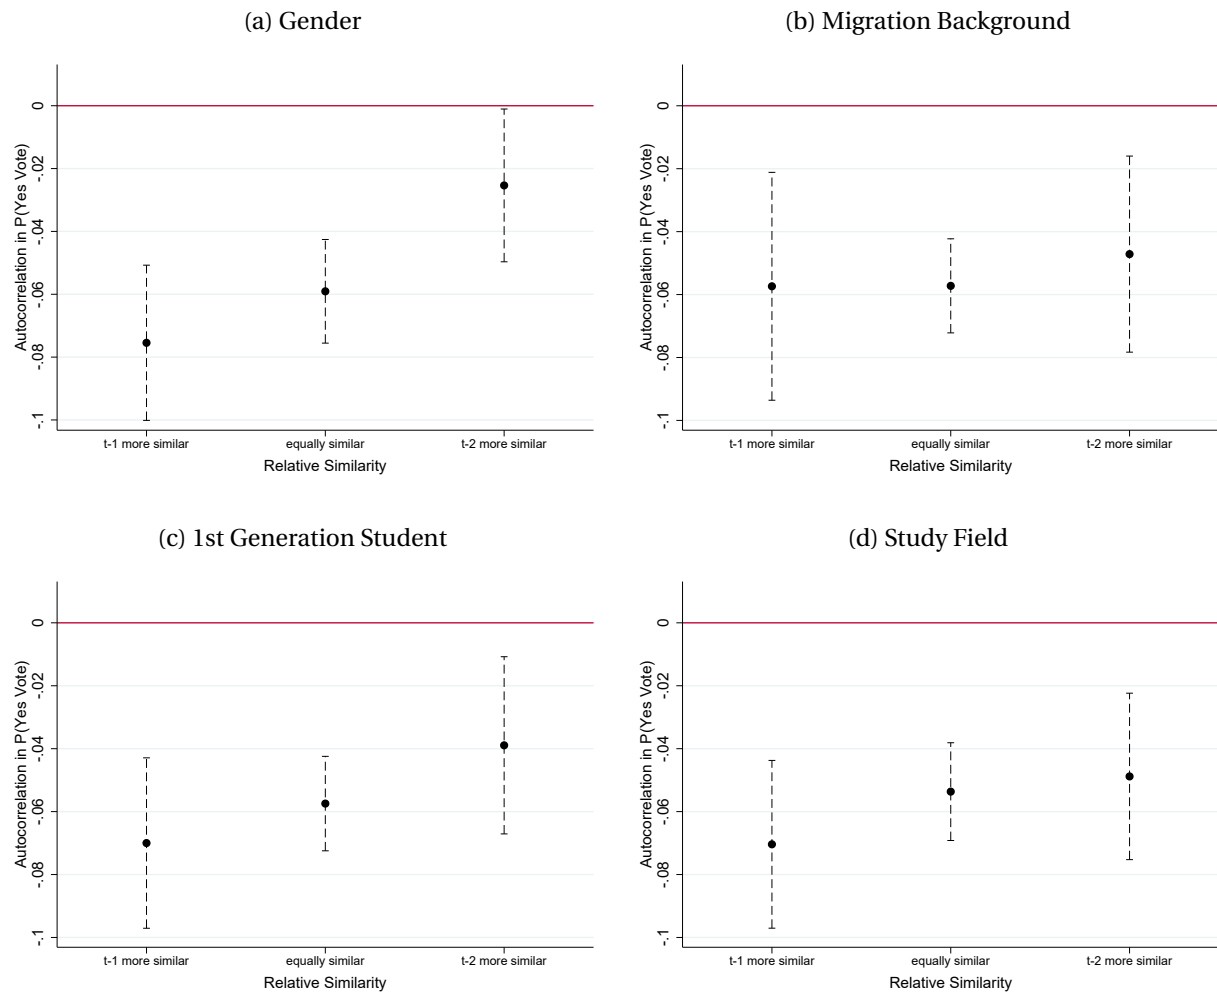 (a) Gender
Autocorrelation in P(Yes Vote)
0
-.02
-.04
-.06
-.08
-.1
t-1 more similar
equally similar
t-2 more similar
Relative Similarity
(b) Migration Background
Autocorrelation in P(Yes Vote)
0
-.02
-.04
-.06
-.08
-.1
t-1 more similar
equally similar
t-2 more similar
Relative Similarity
(c) 1st Generation Student
Autocorrelation in P(Yes Vote)
0
-.02
-.04
-.06
-.08
-.1
t-1 more similar
equally similar
t-2 more similar
Relative Similarity
(d) Study Field
Autocorrelation in P(Yes Vote)
0
-.02
-.04
-.06
-.08
-.1
t-1 more similar
equally similar
t-2 more similar
Relative Similarity